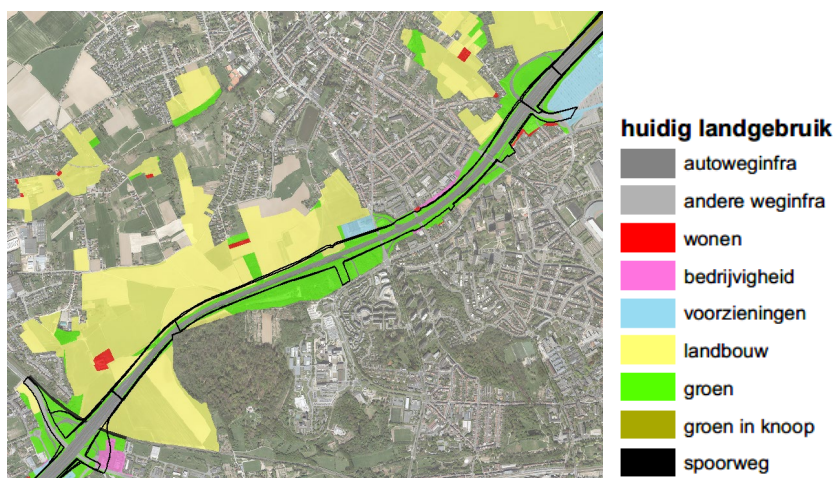 huidig landgebruik
autoweginfra
andere weginfra
wonen
bedrijvigheid
voorzieningen
landbouw
groen
groen in knoop
spoorweg